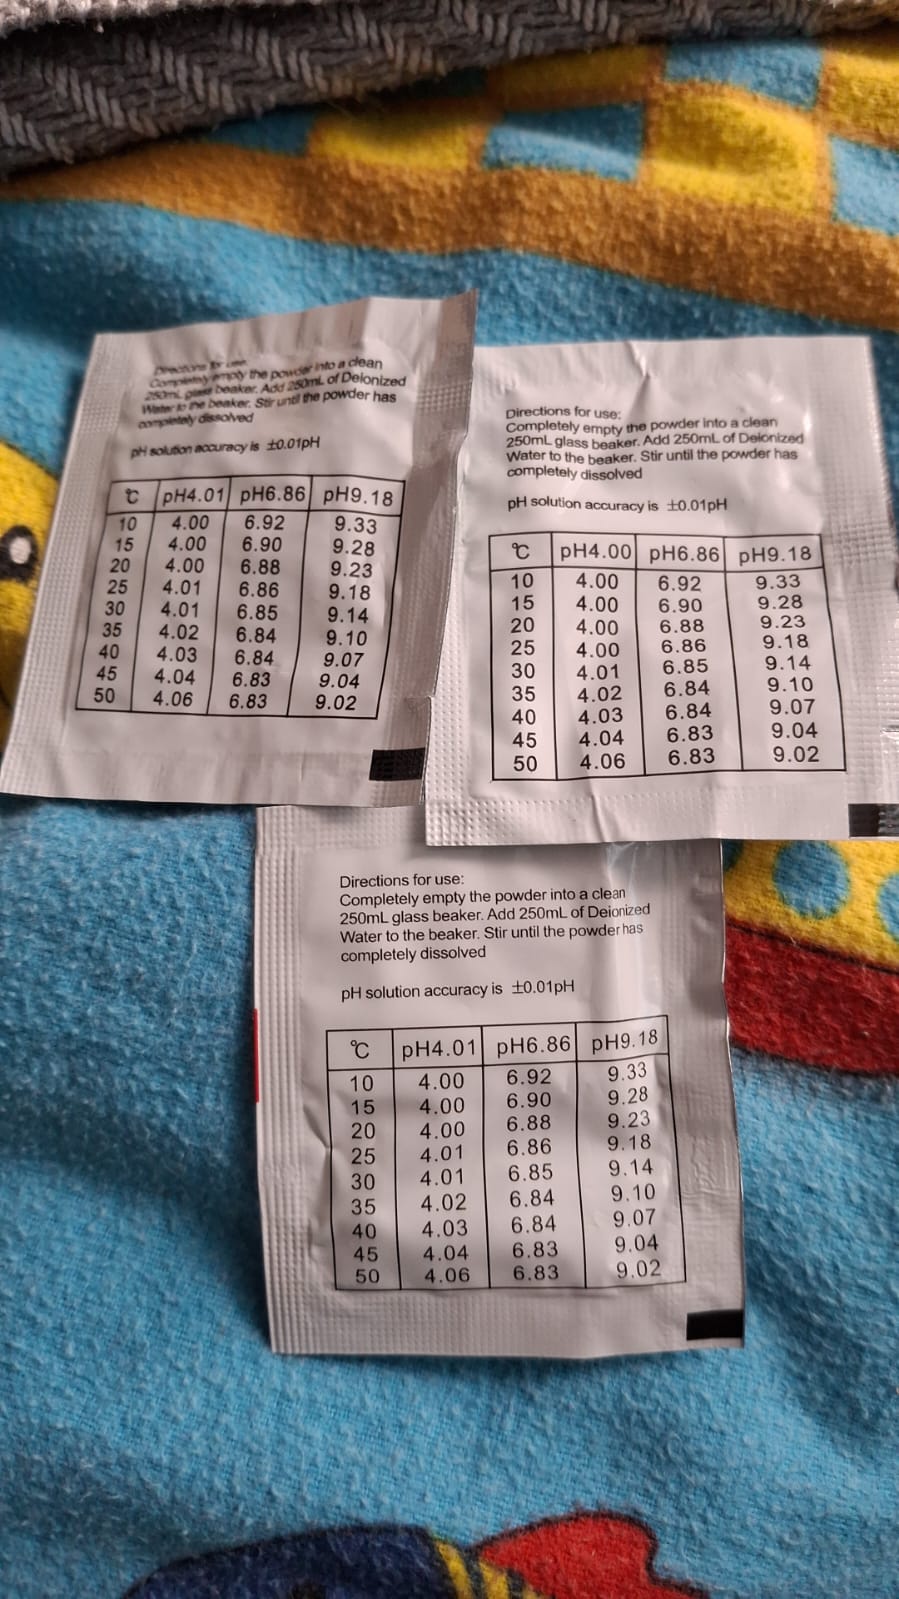 Directions for use:
Completely empty the powder into a clean
250mL glass beaker. Add 250mL of Deionized
Water to the beaker. Stir until the powder has
completely dissolved
pH solution accuracy is ±0.01pH
℃ pH4.01 pH6.86 pH9.18
10 4.00 6.92 9.33
15 4.00 6.90 9.28
20 4.00 6.88 9.23
25 4.01 6.86 9.18
30 4.01 6.85 9.14
35 4.02 6.84 9.10
40 4.03 6.84 9.07
45 4.04 6.83 9.04
50 4.06 6.83 9.02
Directions for use:
Completely empty the powder into a clean
250mL glass beaker. Add 250mL of Deionized
Water to the beaker. Stir until the powder has
completely dissolved
pH solution accuracy is ±0.01pH
℃ pH4.00 pH6.86 pH9.18
10 4.00 6.92 9.33
15 4.00 6.90 9.28
20 4.00 6.88 9.23
25 4.00 6.86 9.18
30 4.01 6.85 9.14
35 4.02 6.84 9.10
40 4.03 6.84 9.07
45 4.04 6.83 9.04
50 4.06 6.83 9.02
Directions for use:
Completely empty the powder into a clean
250mL glass beaker. Add 250mL of Deionized
Water to the beaker. Stir until the powder has
completely dissolved
pH solution accuracy is ±0.01pH
℃ pH4.01 pH6.86 pH9.18
10 4.00 6.92 9.33
15 4.00 6.90 9.28
20 4.00 6.88 9.23
25 4.01 6.86 9.18
30 4.01 6.85 9.14
35 4.02 6.84 9.10
40 4.03 6.84 9.07
45 4.04 6.83 9.04
50 4.06 6.83 9.02